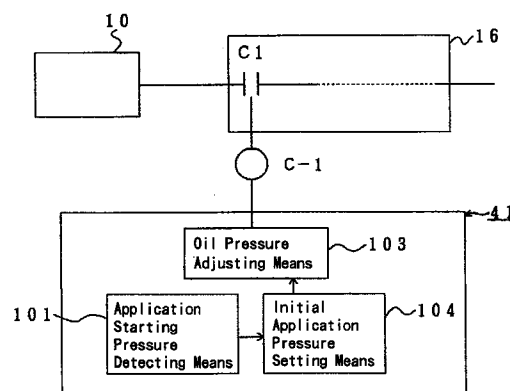 10
16
C1
C-1
41
Oil Pressure
Adjusting Means
103
101
Application
Starting
Pressure
Detecting Means
Initial
Application
Pressure
Setting Means
104